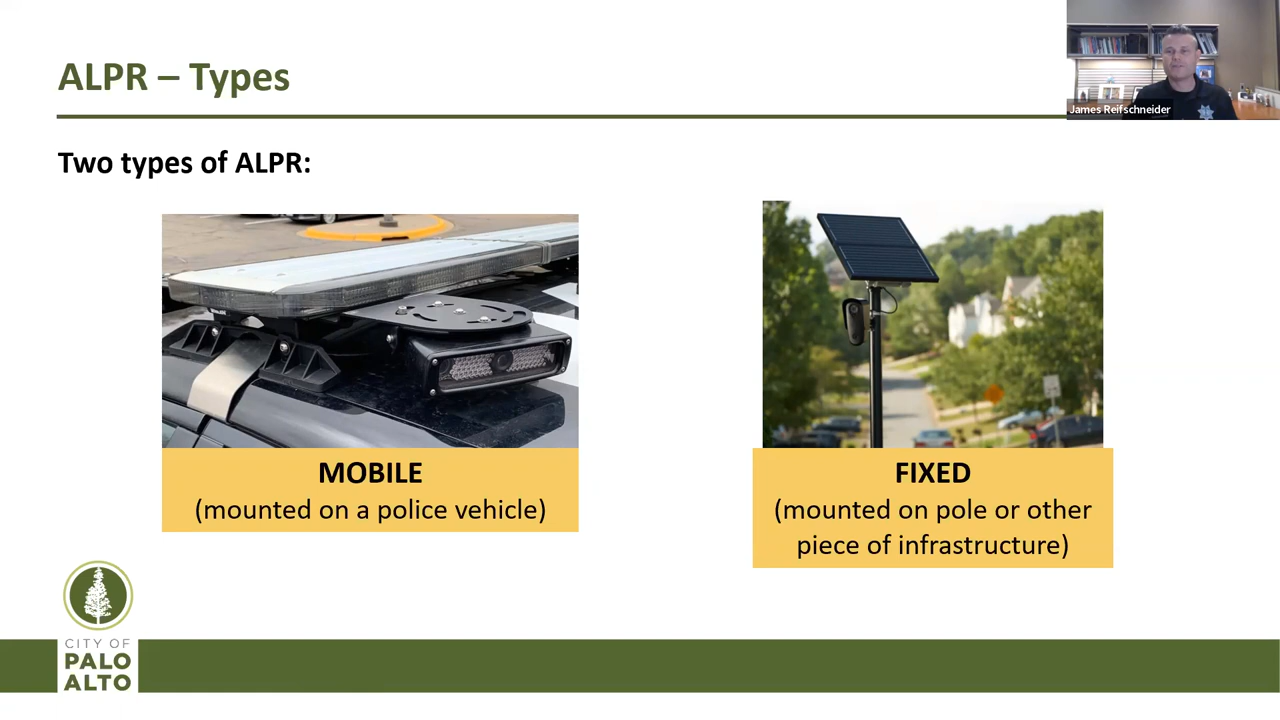 ALPR – Types
James Reifschneider
Two types of ALPR:
MOBILE
(mounted on a police vehicle)
FIXED
(mounted on pole or other
piece of infrastructure)
CITY OF
PALO
ALTO